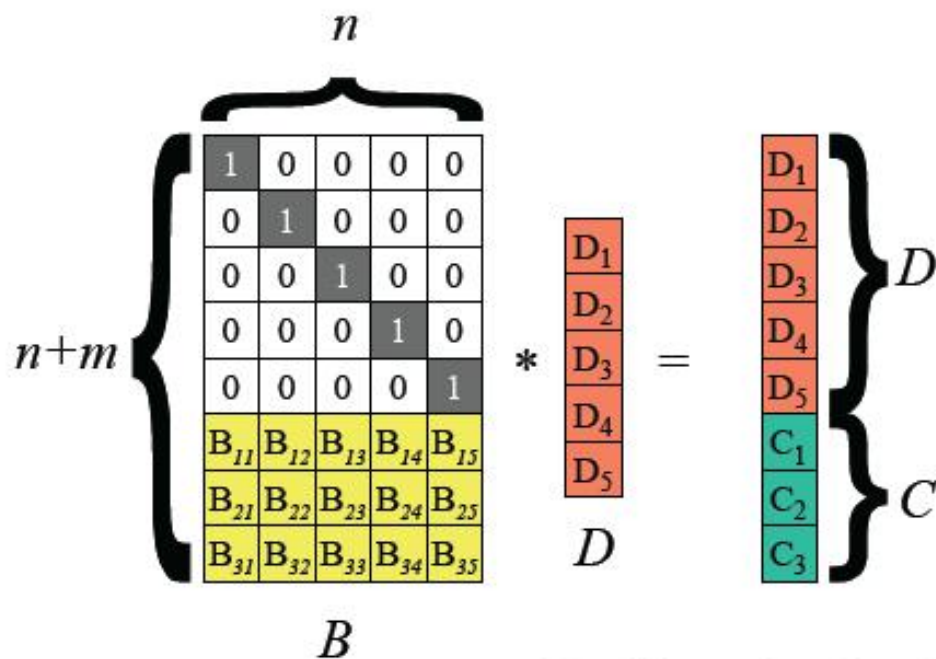 n
1 0 0 0 0
0 1 0 0 0
0 0 1 0 0
0 0 0 1 0
0 0 0 0 1
B11 B12 B13 B14 B15
B21 B22 B23 B24 B25
B31 B32 B33 B34 B35
n+m
B
*
D1
D2
D3
D4
D5
D
=
D1
D2
D3
D4
D5
C1
C2
C3
D
C